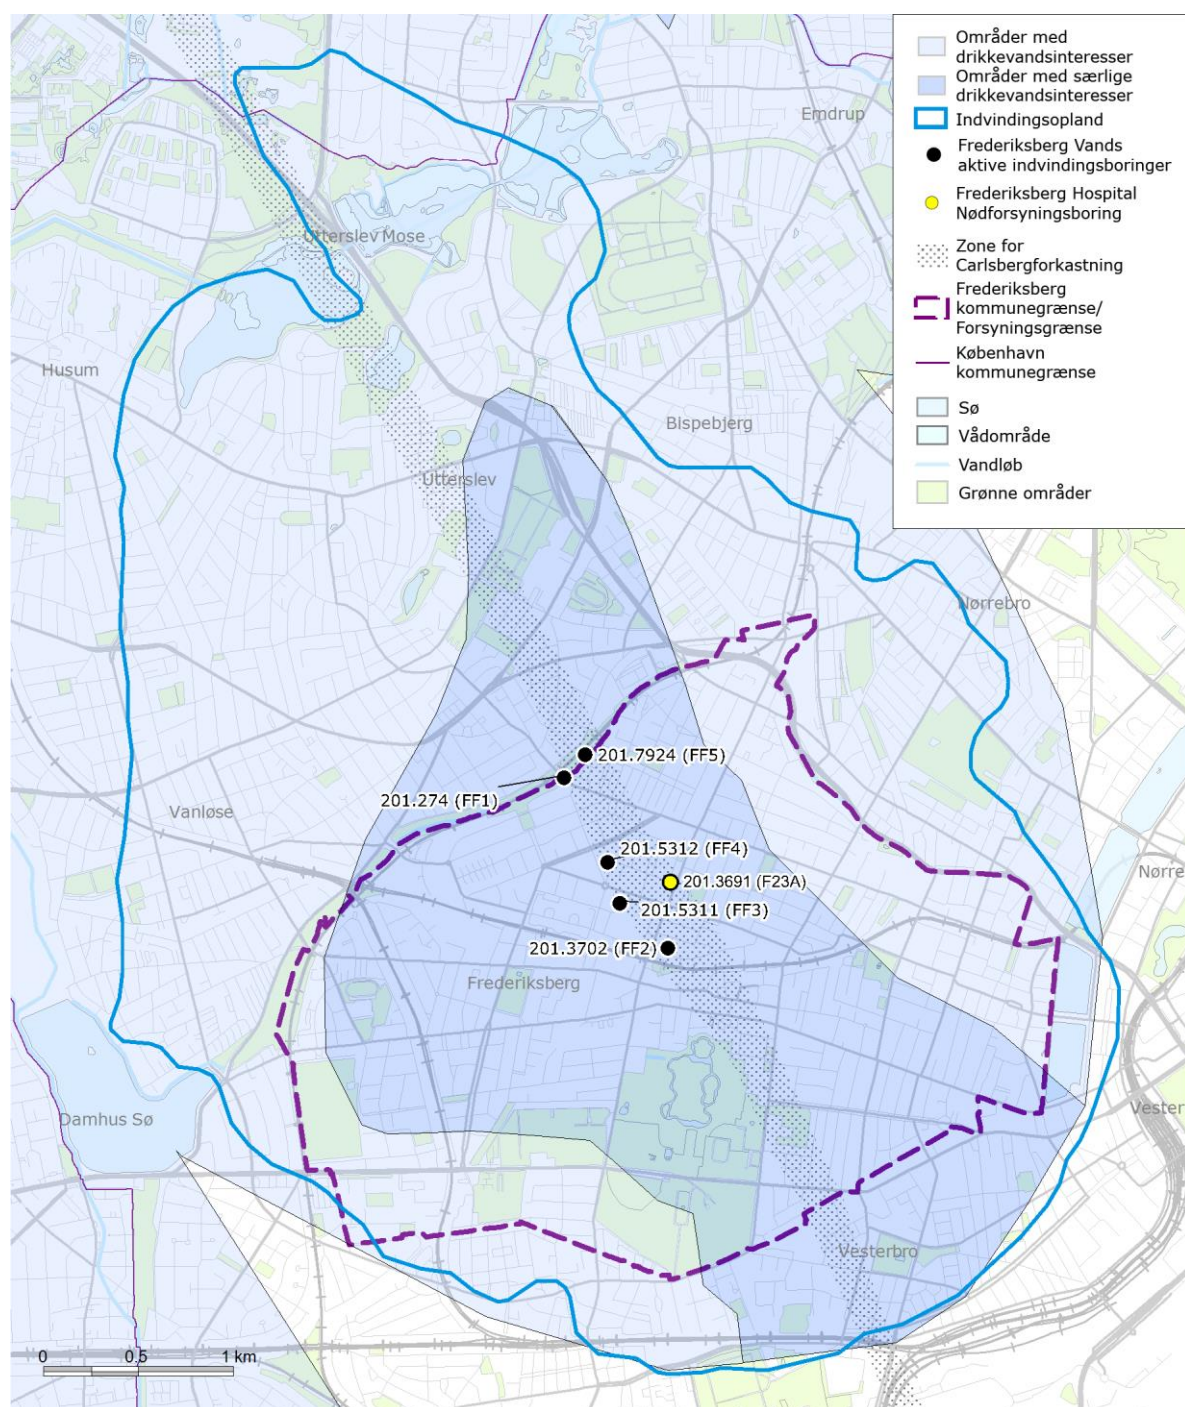 Områder med
drikkevandsinteresser
Områder med særlige
drikkevandsinteresser
Indvindingsopland
Frederiksberg Vands
aktive indvindingsboringer
Frederiksberg Hospital
Nødforsyningsboring
Zone for
Carlsbergforkastning
Frederiksberg
kommunegrænse/
Forsyningsgrænse
København
kommunegrænse
Sø
Vådområde
Vandløb
Grønne områder
Emdrup
Utterslev Mose
Husum
Bispebjerg
Utterslev
Nørrebro
201.7924 (FF5)
201.274 (FF1)
Vanløse
201.5312 (FF4)
Nørre
201.3691 (F23A)
201.5311 (FF3)
201.3702 (FF2)
Frederiksberg
Damhus Sø
Vester
Vesterbro
0 0.5 1 km